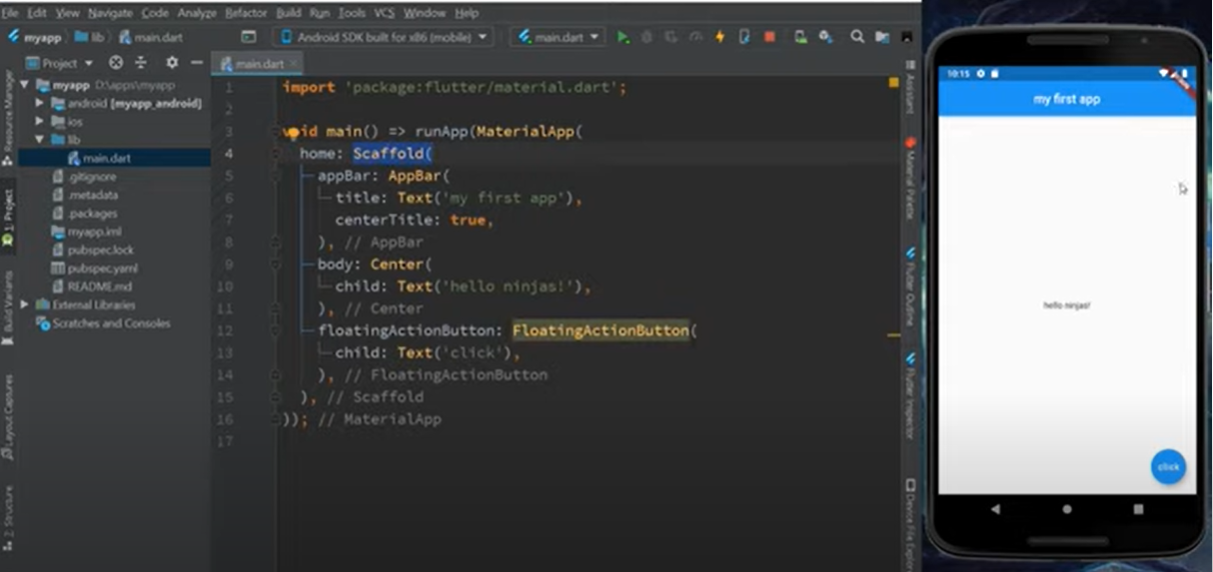 File Edit View Navigate Code Analyze Refactor Build Run Tools VCS Window Help
myapp lib main.dart Android SDK built for x86 (mobile) main.dart
Project
main.dart
myapp D:\apps\myapp
android [myapp_android]
ios
lib
main.dart
.gitignore
.metadata
.packages
myapp.iml
pubspec.lock
pubspec.yaml
README.md
External Libraries
Scratches and Consoles
Resource Manager
1: Project
Build Variants
Layout Captures
2: Structure
1 import 'package:flutter/material.dart';
2
3 void main() => runApp(MaterialApp(
4 home: Scaffold(
5 appBar: AppBar(
6 title: Text('my first app'),
7 centerTitle: true,
8 ), // AppBar
9 body: Center(
10 child: Text('hello ninjas!'),
11 ), // Center
12 floatingActionButton: FloatingActionButton(
13 child: Text('click'),
14 ), // FloatingActionButton
15 ), // Scaffold
16 )); // MaterialApp
17
Assistant
Material Palette
Flutter Outline
Flutter Inspector
Device File Explorer
10:15
my first app
hello ninjas!
click